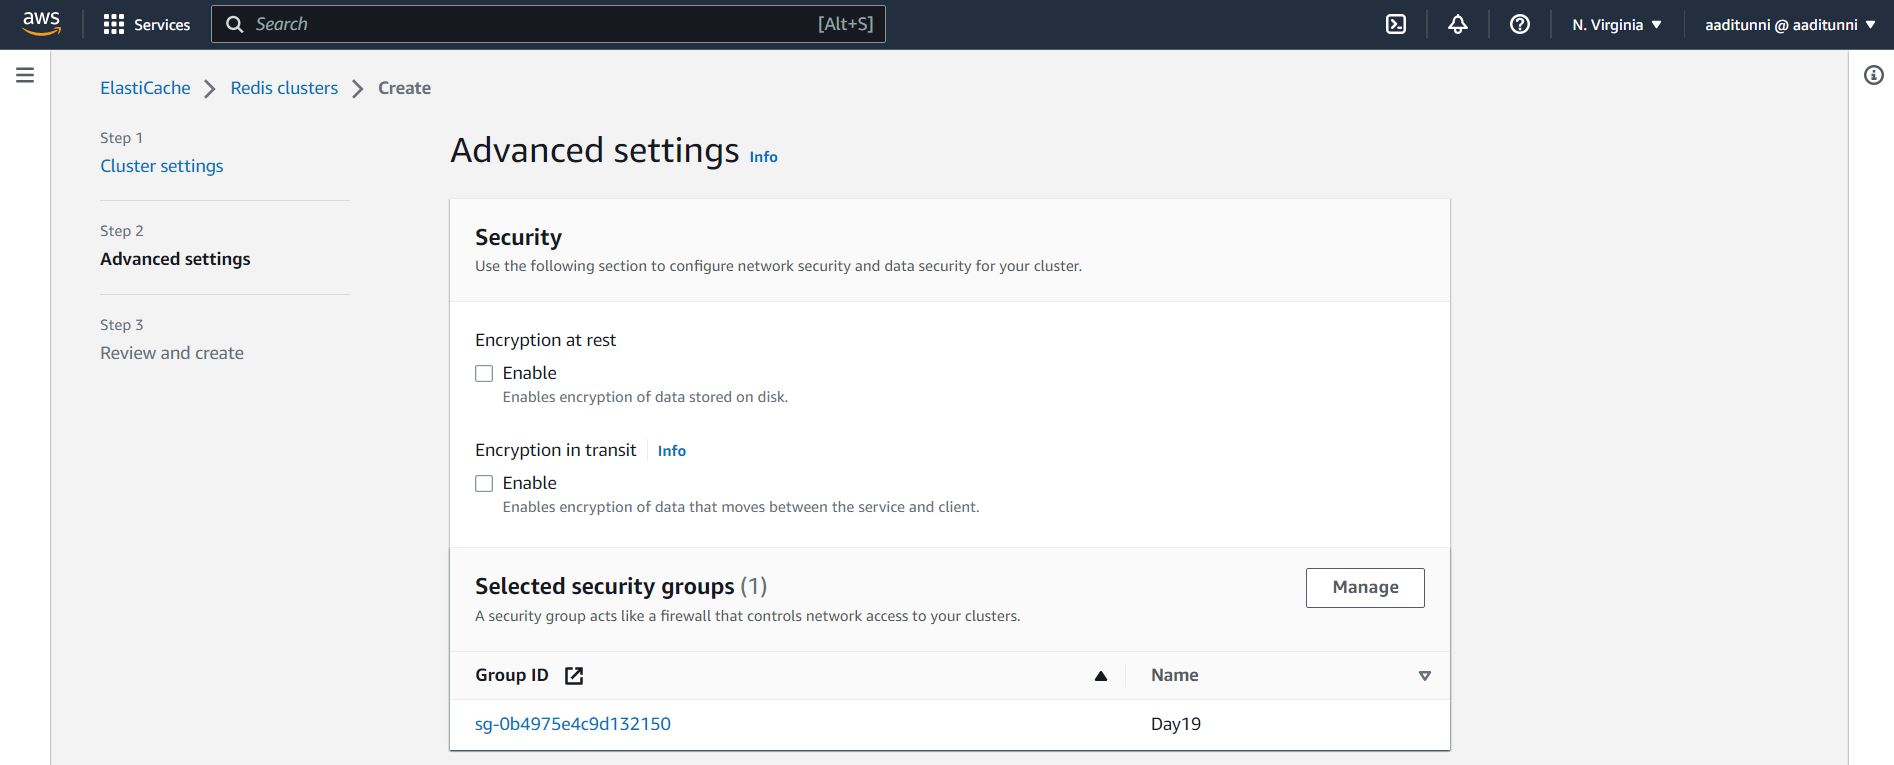 aws
Services
Search
[Alt+S]
N. Virginia
aaditunni @ aaditunni
ElastiCache
Redis clusters
Create
Step 1
Cluster settings
Step 2
Advanced settings
Step 3
Review and create
Advanced settings Info
Security
Use the following section to configure network security and data security for your cluster.
Encryption at rest
Enable
Enables encryption of data stored on disk.
Encryption in transit Info
Enable
Enables encryption of data that moves between the service and client.
Selected security groups (1)
Manage
A security group acts like a firewall that controls network access to your clusters.
Group ID
Name
sg-0b4975e4c9d132150
Day19